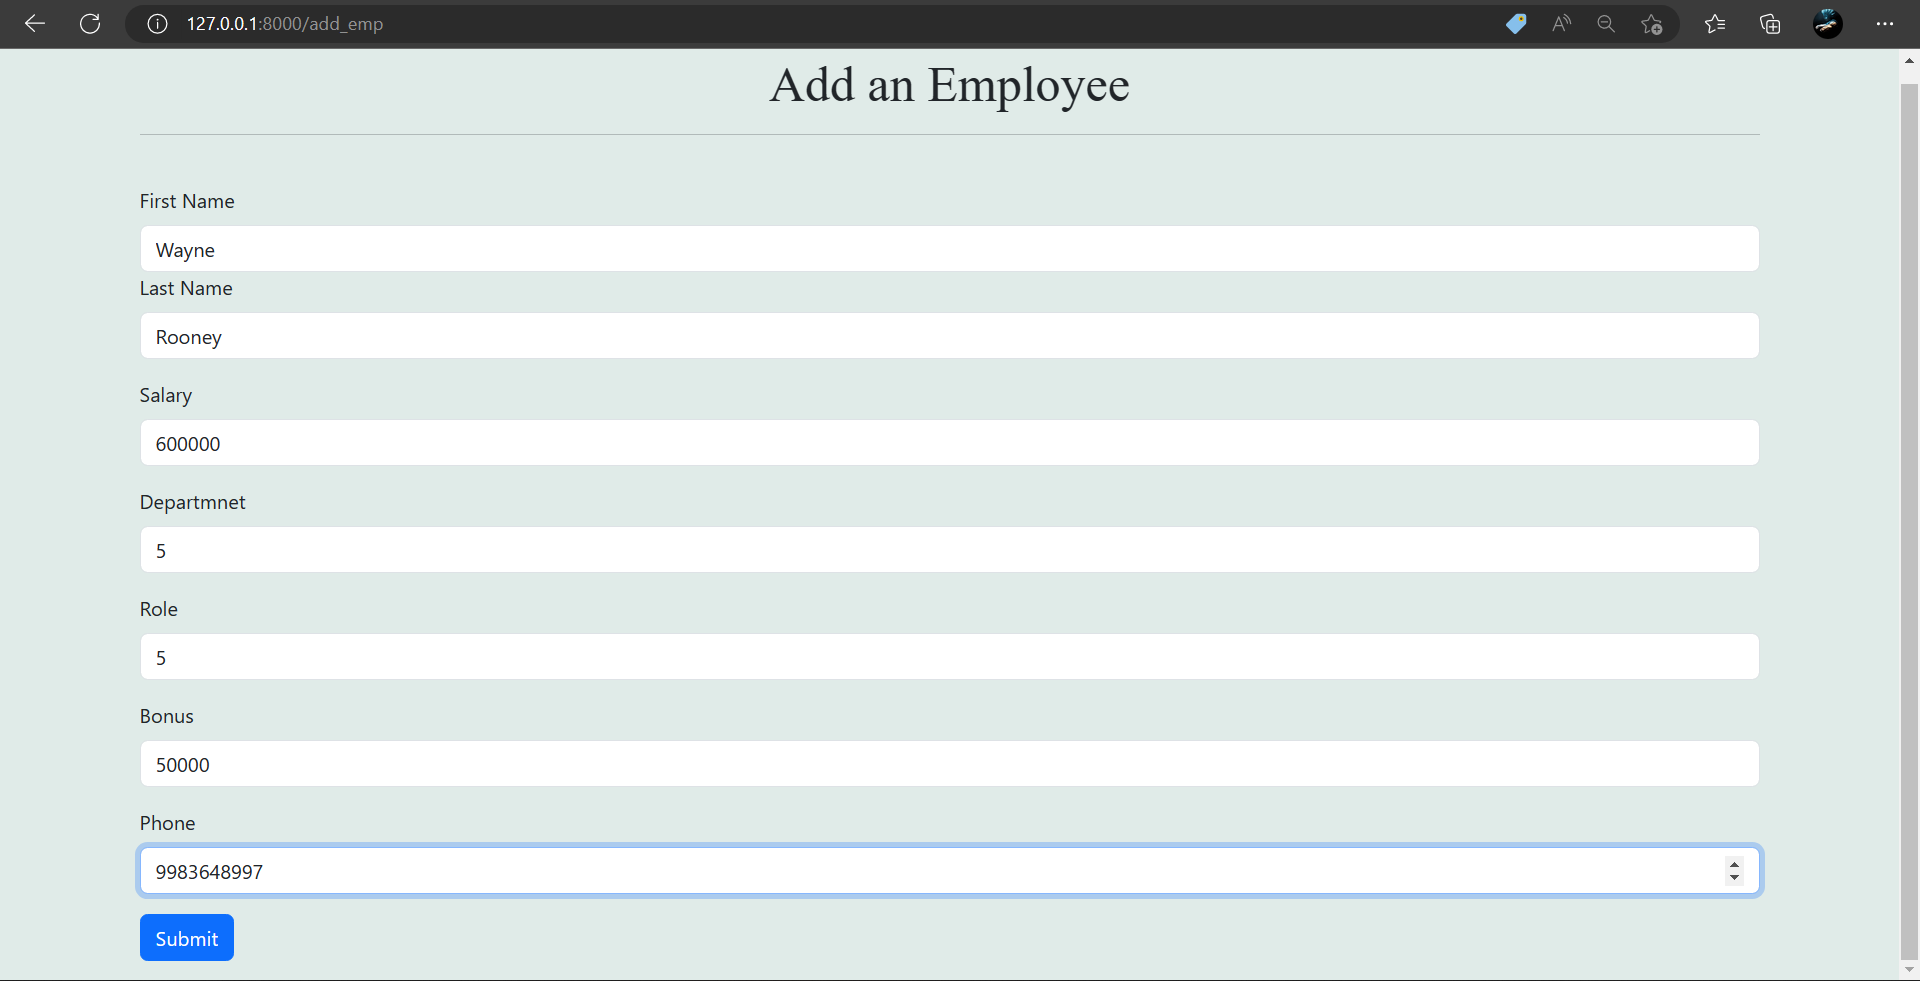 127.0.0.1:8000/add_emp
Add an Employee
First Name
Wayne
Last Name
Rooney
Salary
600000
Departmnet
5
Role
5
Bonus
50000
Phone
9983648997
Submit